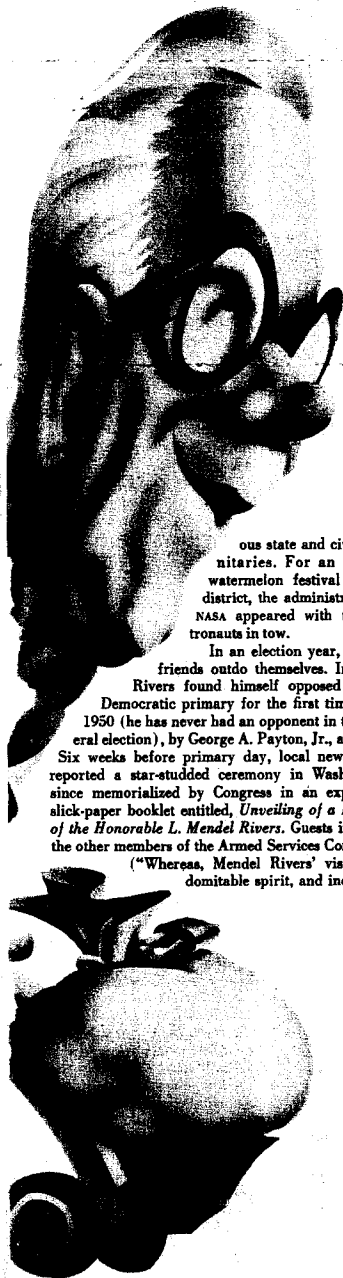 ous state and ci
nitaries. For an
watermelon festival
district, the administ
NASA appeared with
tronauts in tow.
In an election year,
friends outdo themselves. I
Rivers found himself opposed
Democratic primary for the first tim
1950 (he has never had an opponent in
eral election), by George A. Payton, Jr., a
Six weeks before primary day, local new
reported a star-studded ceremony in Wash
since memorialized by Congress in an exp
slick-paper booklet entitled, Unveiling of a
of the Honorable L. Mendel Rivers. Guests i
the other members of the Armed Services Co
("Whereas, Mendel Rivers' vis
domitable spirit, and in